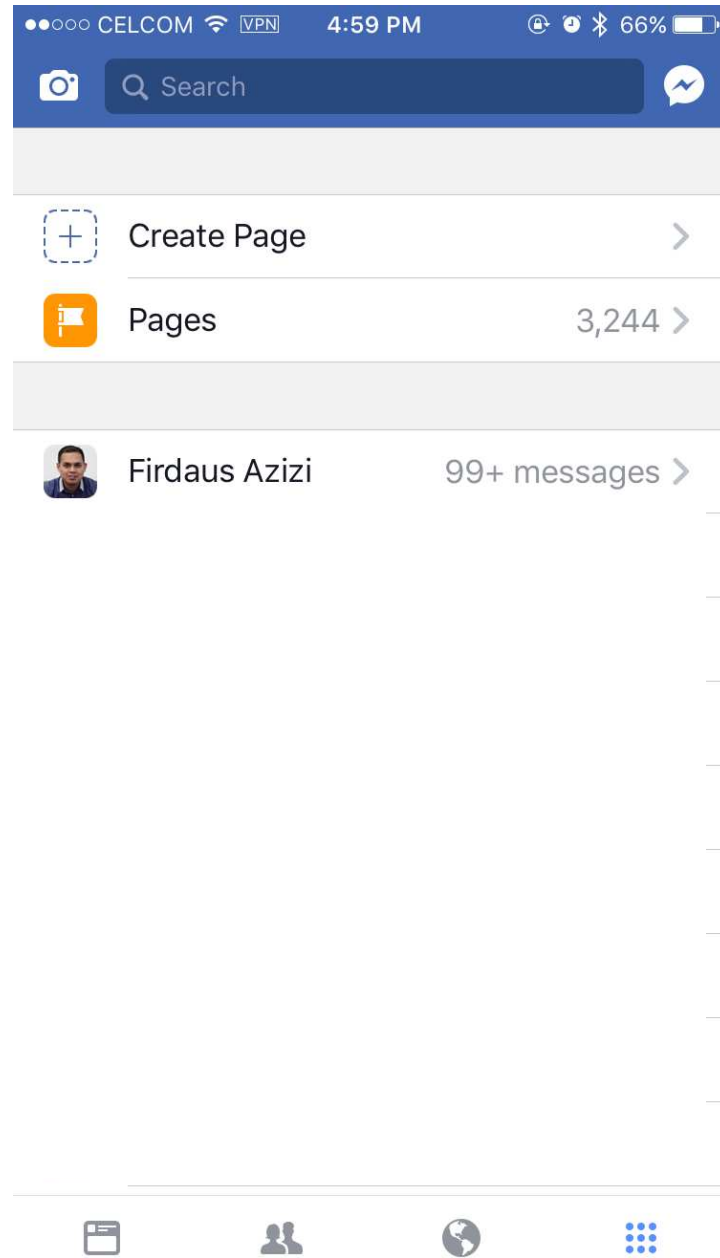 CELCOM VPN 4:59 PM 66%
Search
Create Page
Pages 3,244
Firdaus Azizi 99+ messages